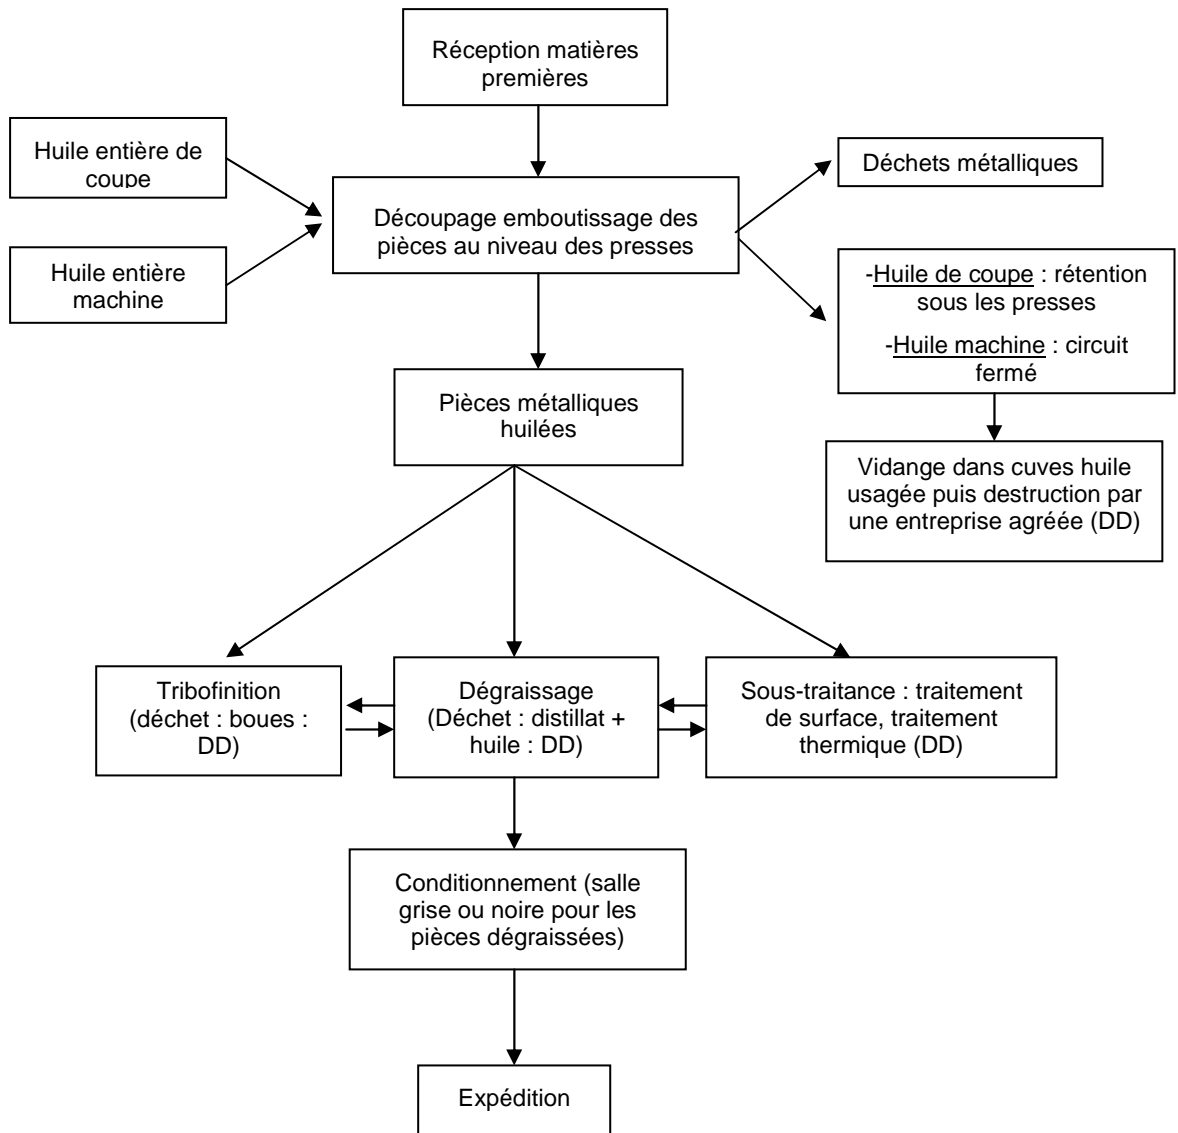 Réception matières
premières
Huile entière de
coupe
Déchets métalliques
Découpage emboutissage des
pièces au niveau des presses
Huile entière
machine
-Huile de coupe : rétention
sous les presses
-Huile machine : circuit
fermé
Pièces métalliques
huilées
Vidange dans cuves huile
usagée puis destruction par
une entreprise agréée (DD)
Tribofinition
(déchet : boues :
DD)
Dégraissage
(Déchet : distillat +
huile : DD)
Sous-traitance : traitement
de surface, traitement
thermique (DD)
Conditionnement (salle
grise ou noire pour les
pièces dégraissées)
Expédition